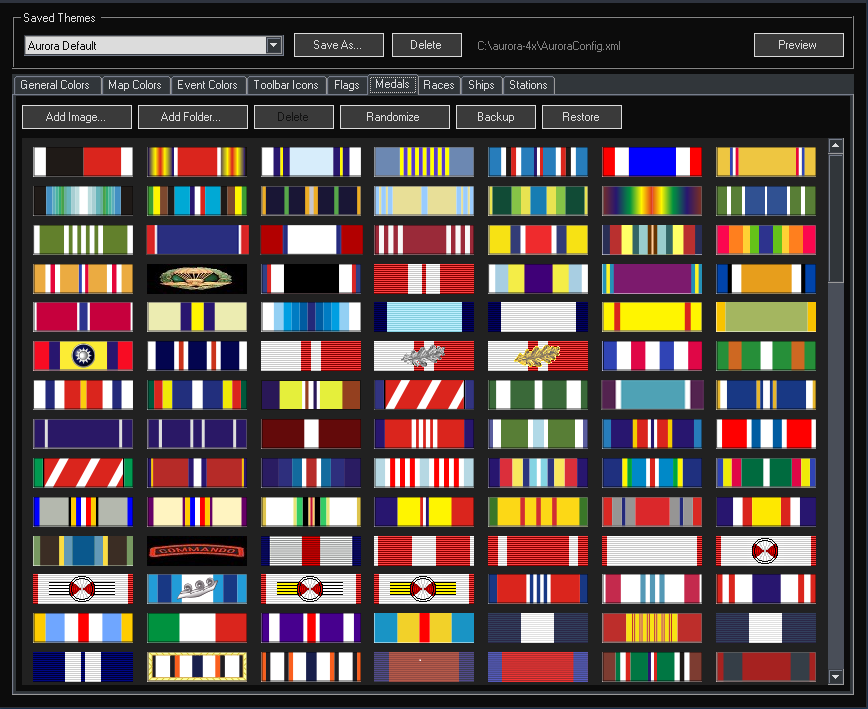 Saved Themes
Aurora Default
Save As...
Delete
C:\aurora-4x\AuroraConfig.xml
Preview
General Colors
Map Colors
Event Colors
Toolbar Icons
Flags
Medals
Races
Ships
Stations
Add Image...
Add Folder...
Delete
Randomize
Backup
Restore
COMMANDO